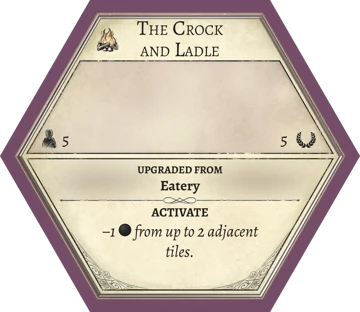 The Crock
and Ladle
5 5
UPGRADED FROM
Eatery
ACTIVATE
–1 from up to 2 adjacent
tiles.